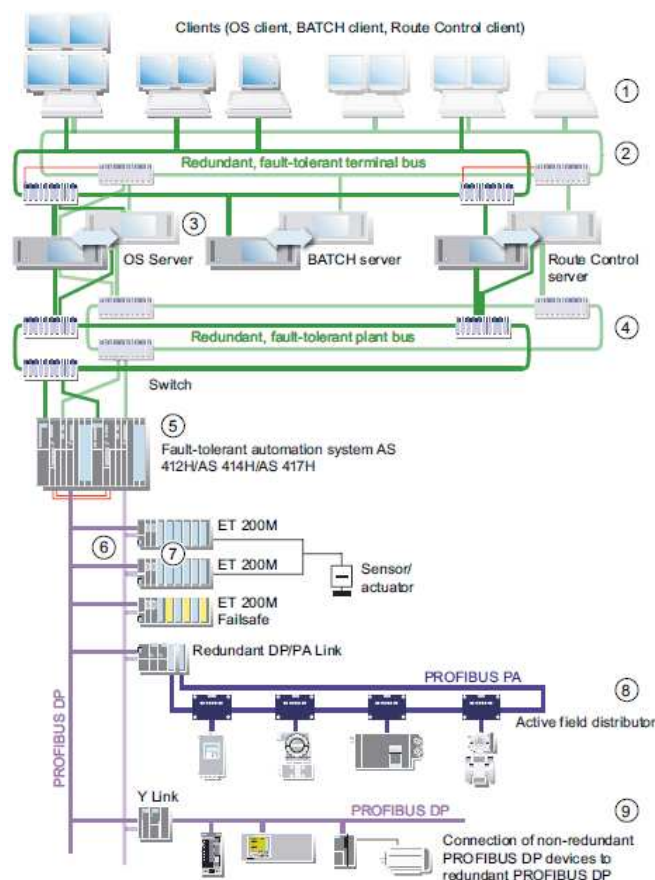 Clients (OS client, BATCH client, Route Control client)
1
Redundant, fault-tolerant terminal bus
2
3
OS Server
BATCH server
Route Control
server
Redundant, fault-tolerant plant bus
4
Switch
5
Fault-tolerant automation system AS
412H/AS 414H/AS 417H
6
ET 200M
7
ET 200M
Sensor/
actuator
ET 200M
Failsafe
Redundant DP/PA Link
PROFIBUS PA
8
Active field distributor
PROFIBUS DP
Y Link
PROFIBUS DP
9
Connection of non-redundant
PROFIBUS DP devices to
redundant PROFIBUS DP